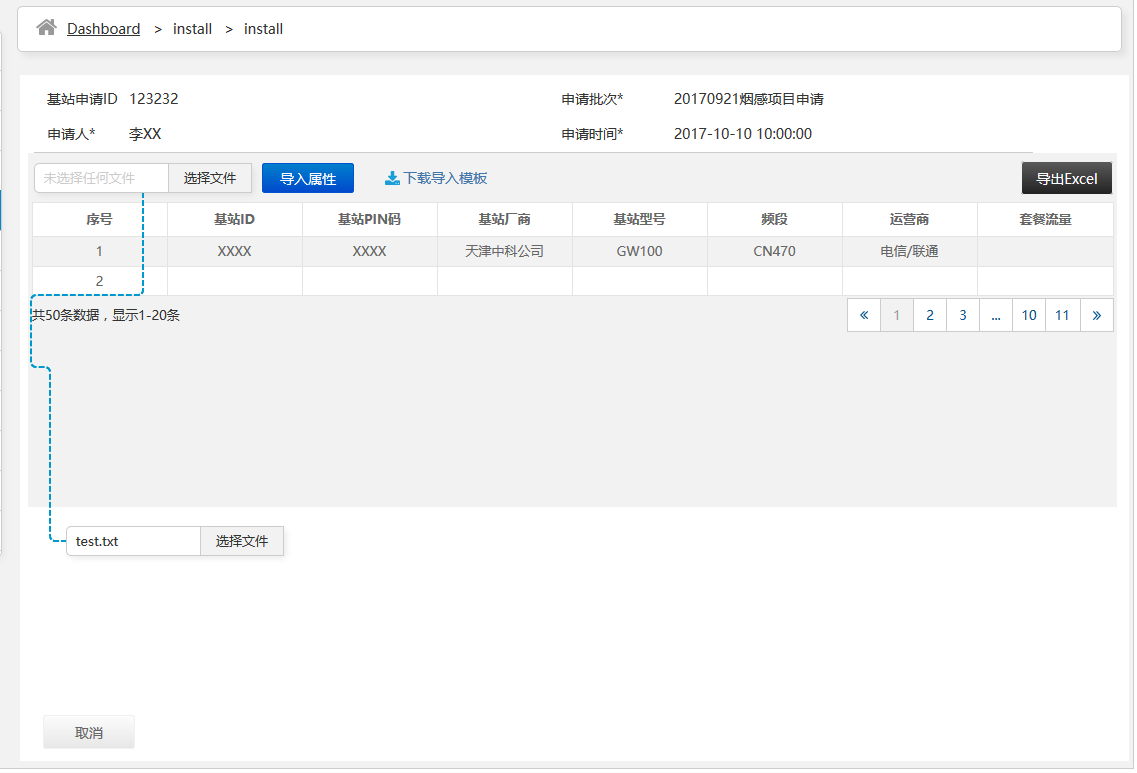 Dashboard > install > install
基站申请ID 123232 申请批次* 20170921烟感项目申请
申请人* 李XX 申请时间* 2017-10-10 10:00:00
未选择任何文件 选择文件 导入属性 下载导入模板 导出Excel
序号 基站ID 基站PIN码 基站厂商 基站型号 频段 运营商 套餐流量
1 XXXX XXXX 天津中科公司 GW100 CN470 电信/联通
2
共50条数据，显示1-20条 « 1 2 3 ... 10 11 »
test.txt 选择文件
取消